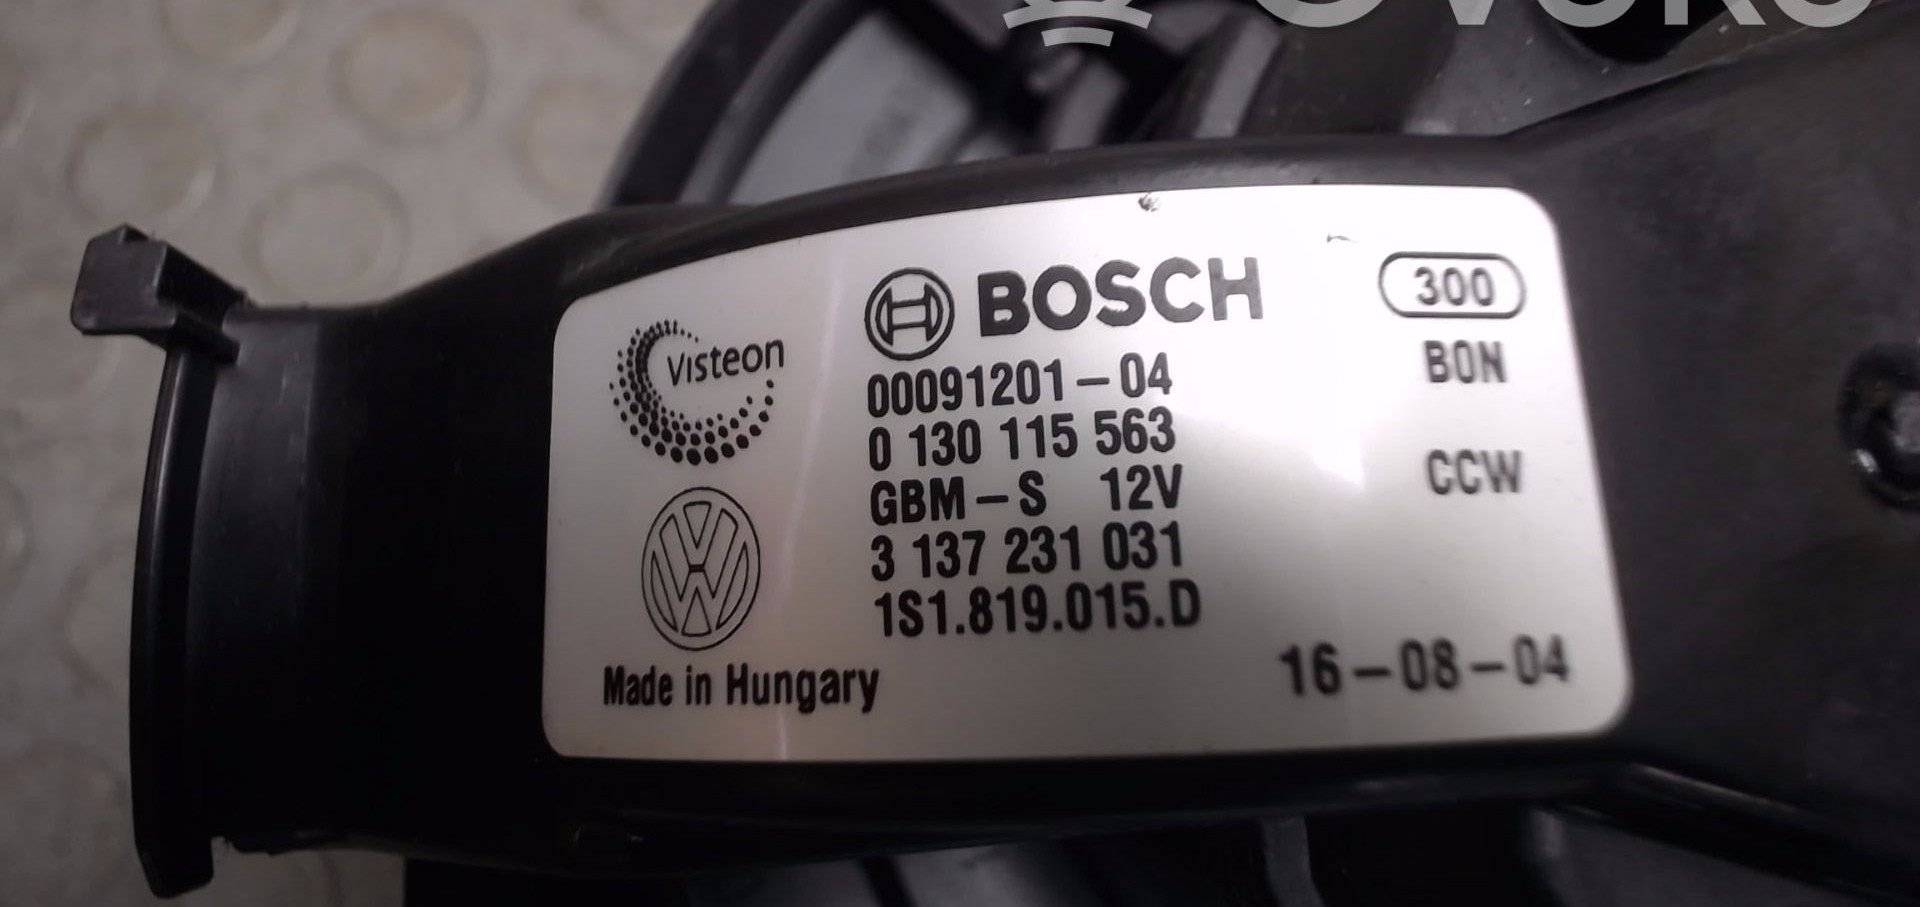 BOSCH
300
Visteon
00091201-04
BON
0 130 115 563
GBM-S 12V
CCW
3 137 231 031
1S1.819.015.D
Made in Hungary
16-08-04